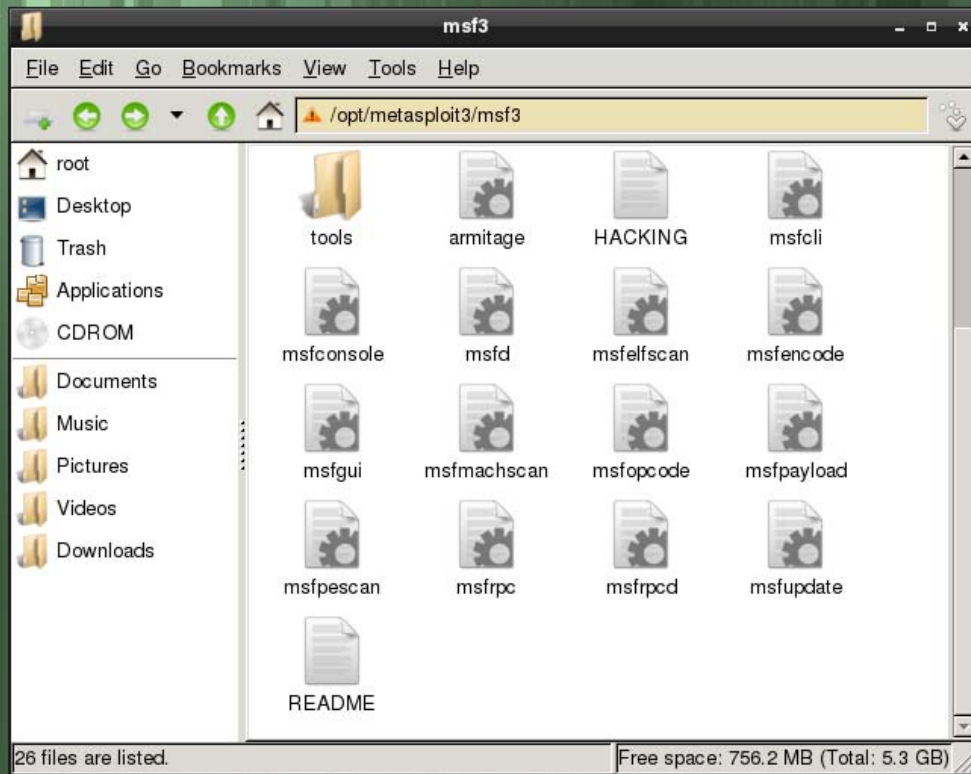 msf3
File Edit Go Bookmarks View Tools Help
/opt/metasploit3/msf3
root
Desktop
Trash
Applications
CDROM
Documents
Music
Pictures
Videos
Downloads
tools armitage HACKING msfcli
msfconsole msfd msfelfscan msfencode
msfgui msfmachscan msfopcode msfpayload
msfpescan msfrpc msfrpcd msfupdate
README
26 files are listed. Free space: 756.2 MB (Total: 5.3 GB)